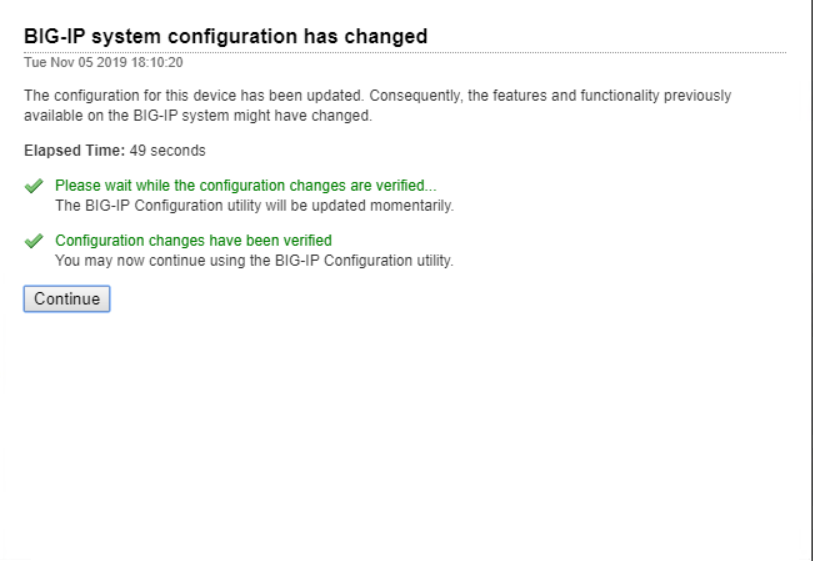 BIG-IP system configuration has changed
Tue Nov 05 2019 18:10:20
The configuration for this device has been updated. Consequently, the features and functionality previously
available on the BIG-IP system might have changed.
Elapsed Time: 49 seconds
Please wait while the configuration changes are verified...
The BIG-IP Configuration utility will be updated momentarily.
Configuration changes have been verified
You may now continue using the BIG-IP Configuration utility.
Continue